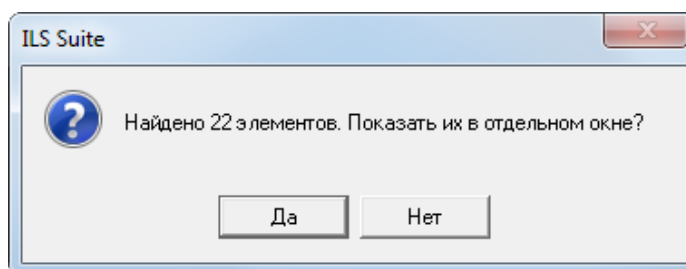 ILS Suite
Найдено 22 элементов. Показать их в отдельном окне?
Да
Нет